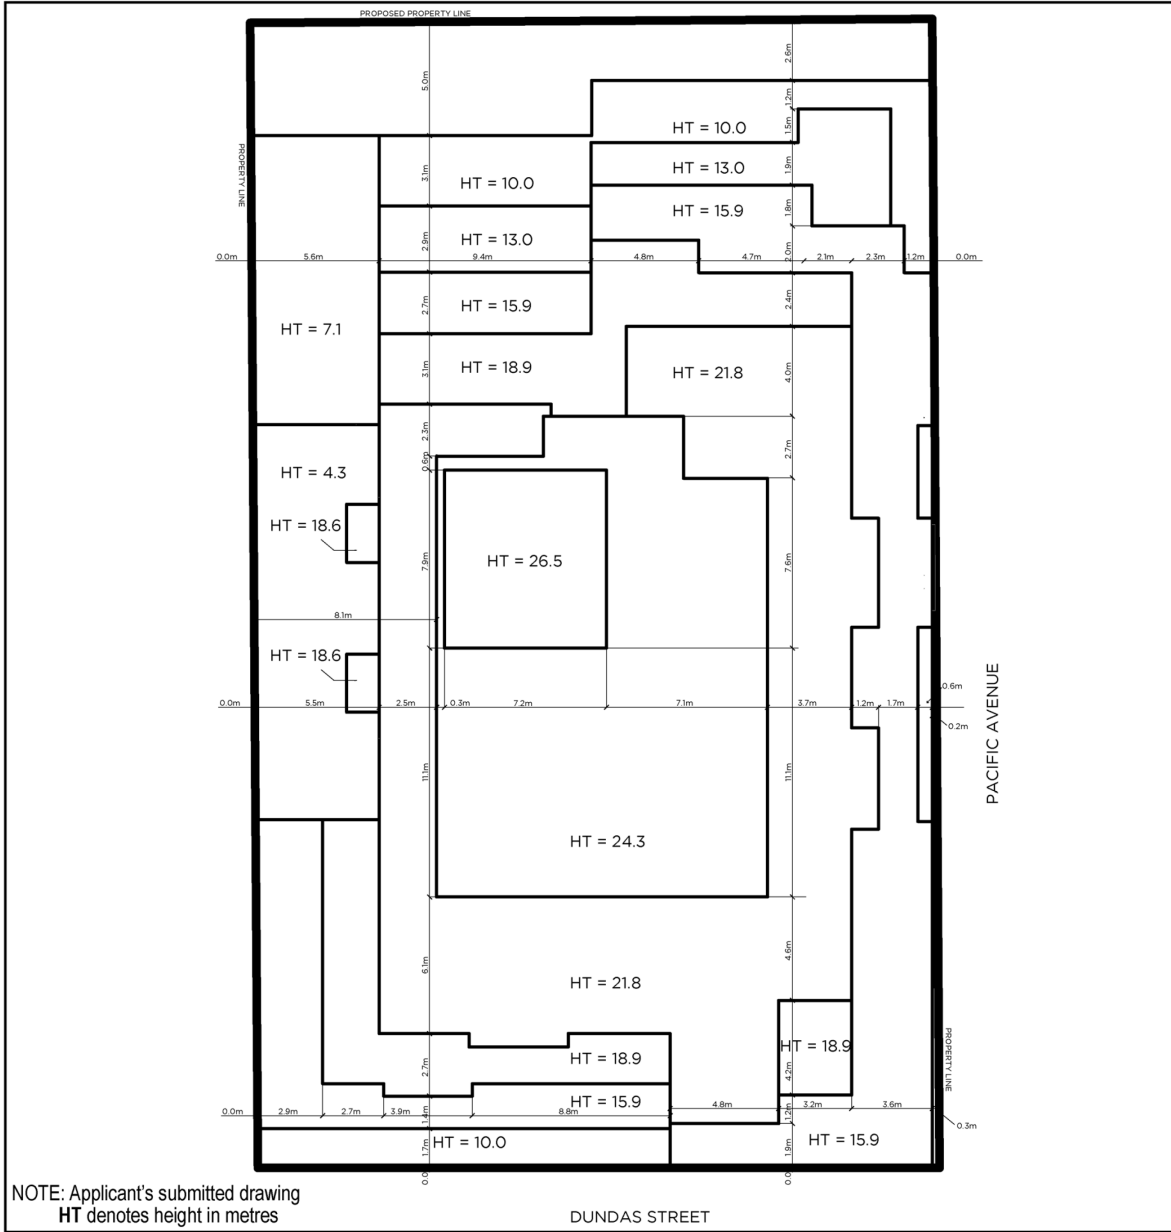 PROPOSED PROPERTY LINE
2.6m
5.0m
1.2m
HT = 10.0
1.5m
PROPERTY LINE
HT = 13.0
1.9m
3.1m
HT = 10.0
HT = 15.9
1.8m
HT = 13.0
2.9m
2.0m
0.0m
5.6m
9.4m
4.8m
4.7m
2.1m
2.3m
1.2m
0.0m
2.7m
HT = 15.9
2.4m
HT = 7.1
3.1m
HT = 18.9
HT = 21.8
4.0m
2.3m
2.7m
0.6m
HT = 4.3
HT = 18.6
7.9m
HT = 26.5
7.6m
8.1m
HT = 18.6
0.0m
5.5m
2.5m
0.3m
7.2m
7.1m
3.7m
1.2m
1.7m
0.6m
0.2m
PACIFIC AVENUE
11.1m
11.1m
HT = 24.3
6.1m
4.6m
HT = 21.8
2.7m
HT = 18.9
HT = 18.9
4.2m
PROPERTY LINE
0.0m
2.9m
2.7m
3.9m
1.4m
8.8m
HT = 15.9
4.8m
1.2m
3.2m
3.6m
0.3m
1.7m
HT = 10.0
1.9m
HT = 15.9
0.0
0.0
NOTE: Applicant's submitted drawing
HT denotes height in metres
DUNDAS STREET